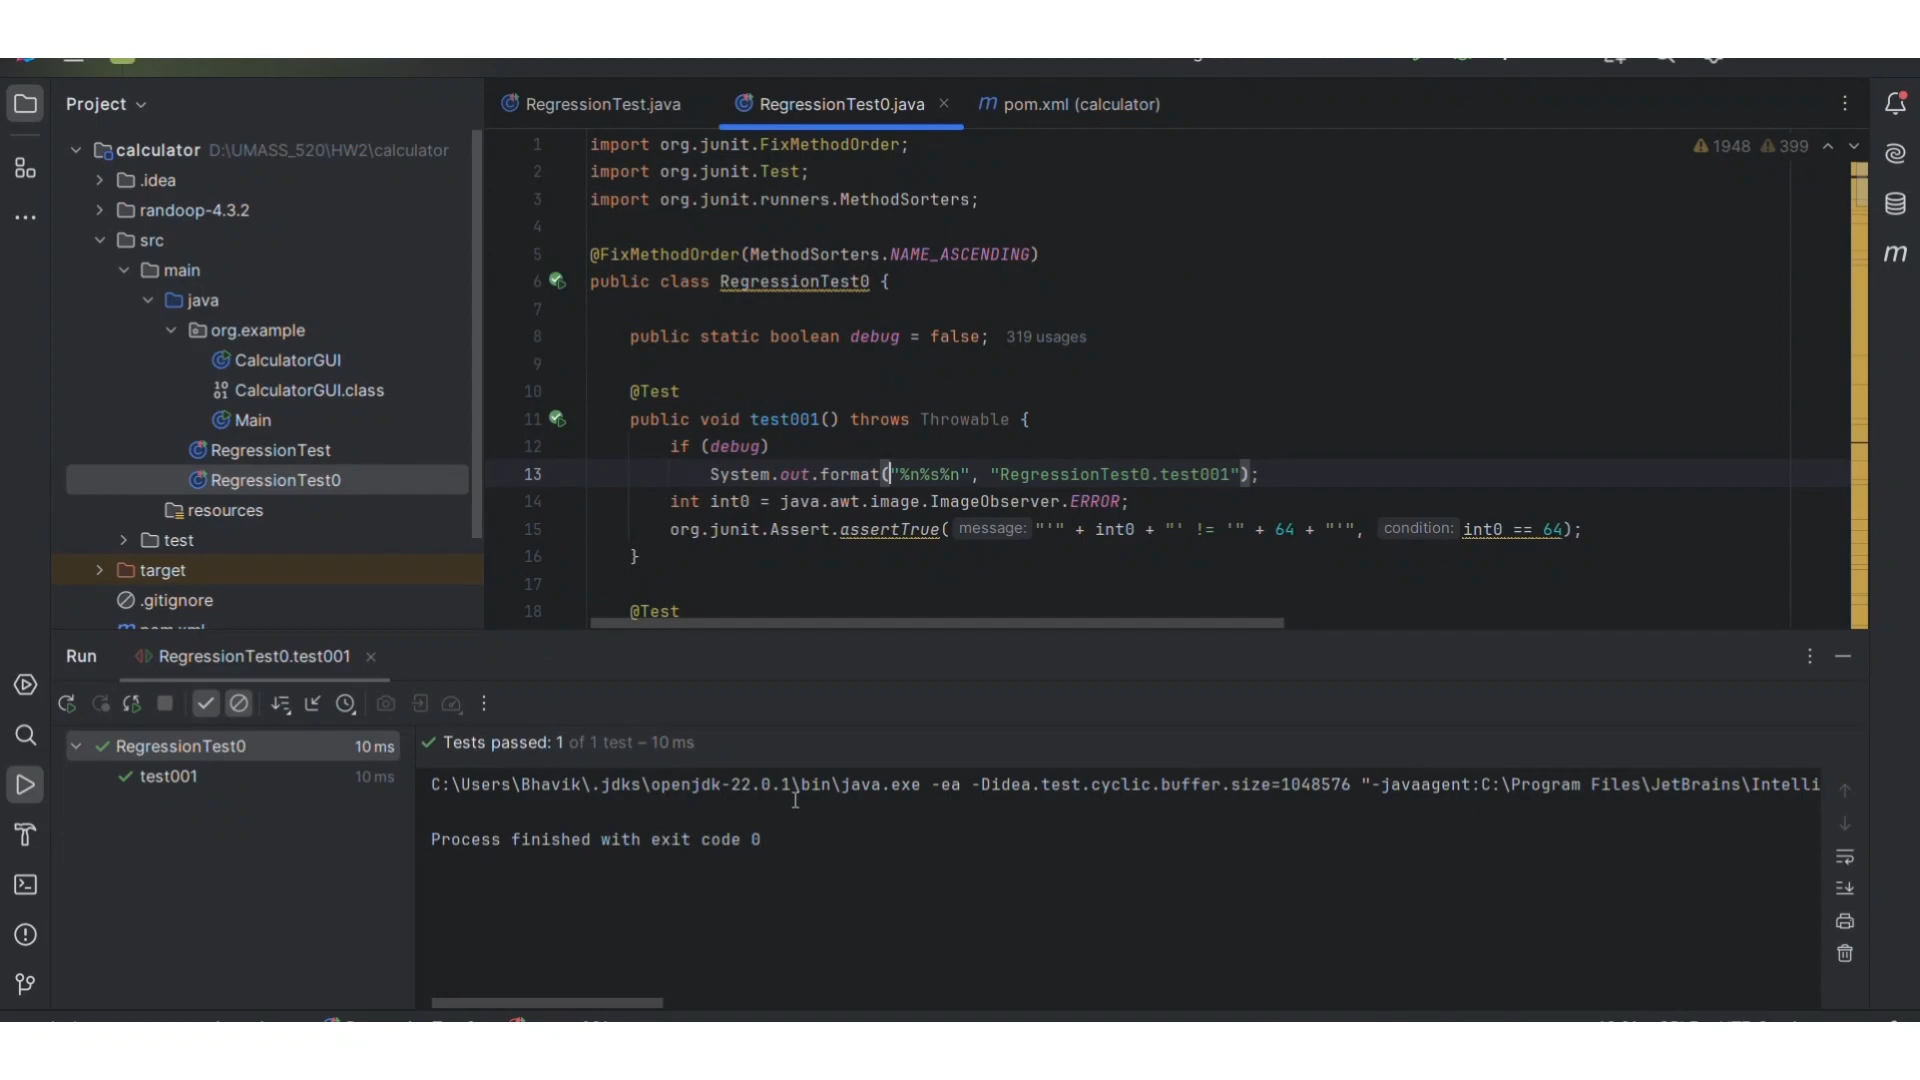 Project
calculator D:\UMASS_520\HW2\calculator
.idea
randoop-4.3.2
src
main
java
org.example
CalculatorGUI
CalculatorGUI.class
Main
RegressionTest
RegressionTest0
resources
test
target
.gitignore
pom.xml
RegressionTest.java
RegressionTest0.java
pom.xml (calculator)
1948 399
1 import org.junit.FixMethodOrder;
2 import org.junit.Test;
3 import org.junit.runners.MethodSorters;
4
5 @FixMethodOrder(MethodSorters.NAME_ASCENDING)
6 public class RegressionTest0 {
7
8 public static boolean debug = false; 319 usages
9
10 @Test
11 public void test001() throws Throwable {
12 if (debug)
13 System.out.format("%n%s%n", "RegressionTest0.test001");
14 int int0 = java.awt.image.ImageObserver.ERROR;
15 org.junit.Assert.assertTrue( message: "'" + int0 + "' != '" + 64 + "'", condition: int0 == 64);
16 }
17
18 @Test
Run RegressionTest0.test001
RegressionTest0 10 ms
test001 10 ms
Tests passed: 1 of 1 test – 10 ms
C:\Users\Bhavik\.jdks\openjdk-22.0.1\bin\java.exe -ea -Didea.test.cyclic.buffer.size=1048576 "-javaagent:C:\Program Files\JetBrains\Intelli
Process finished with exit code 0